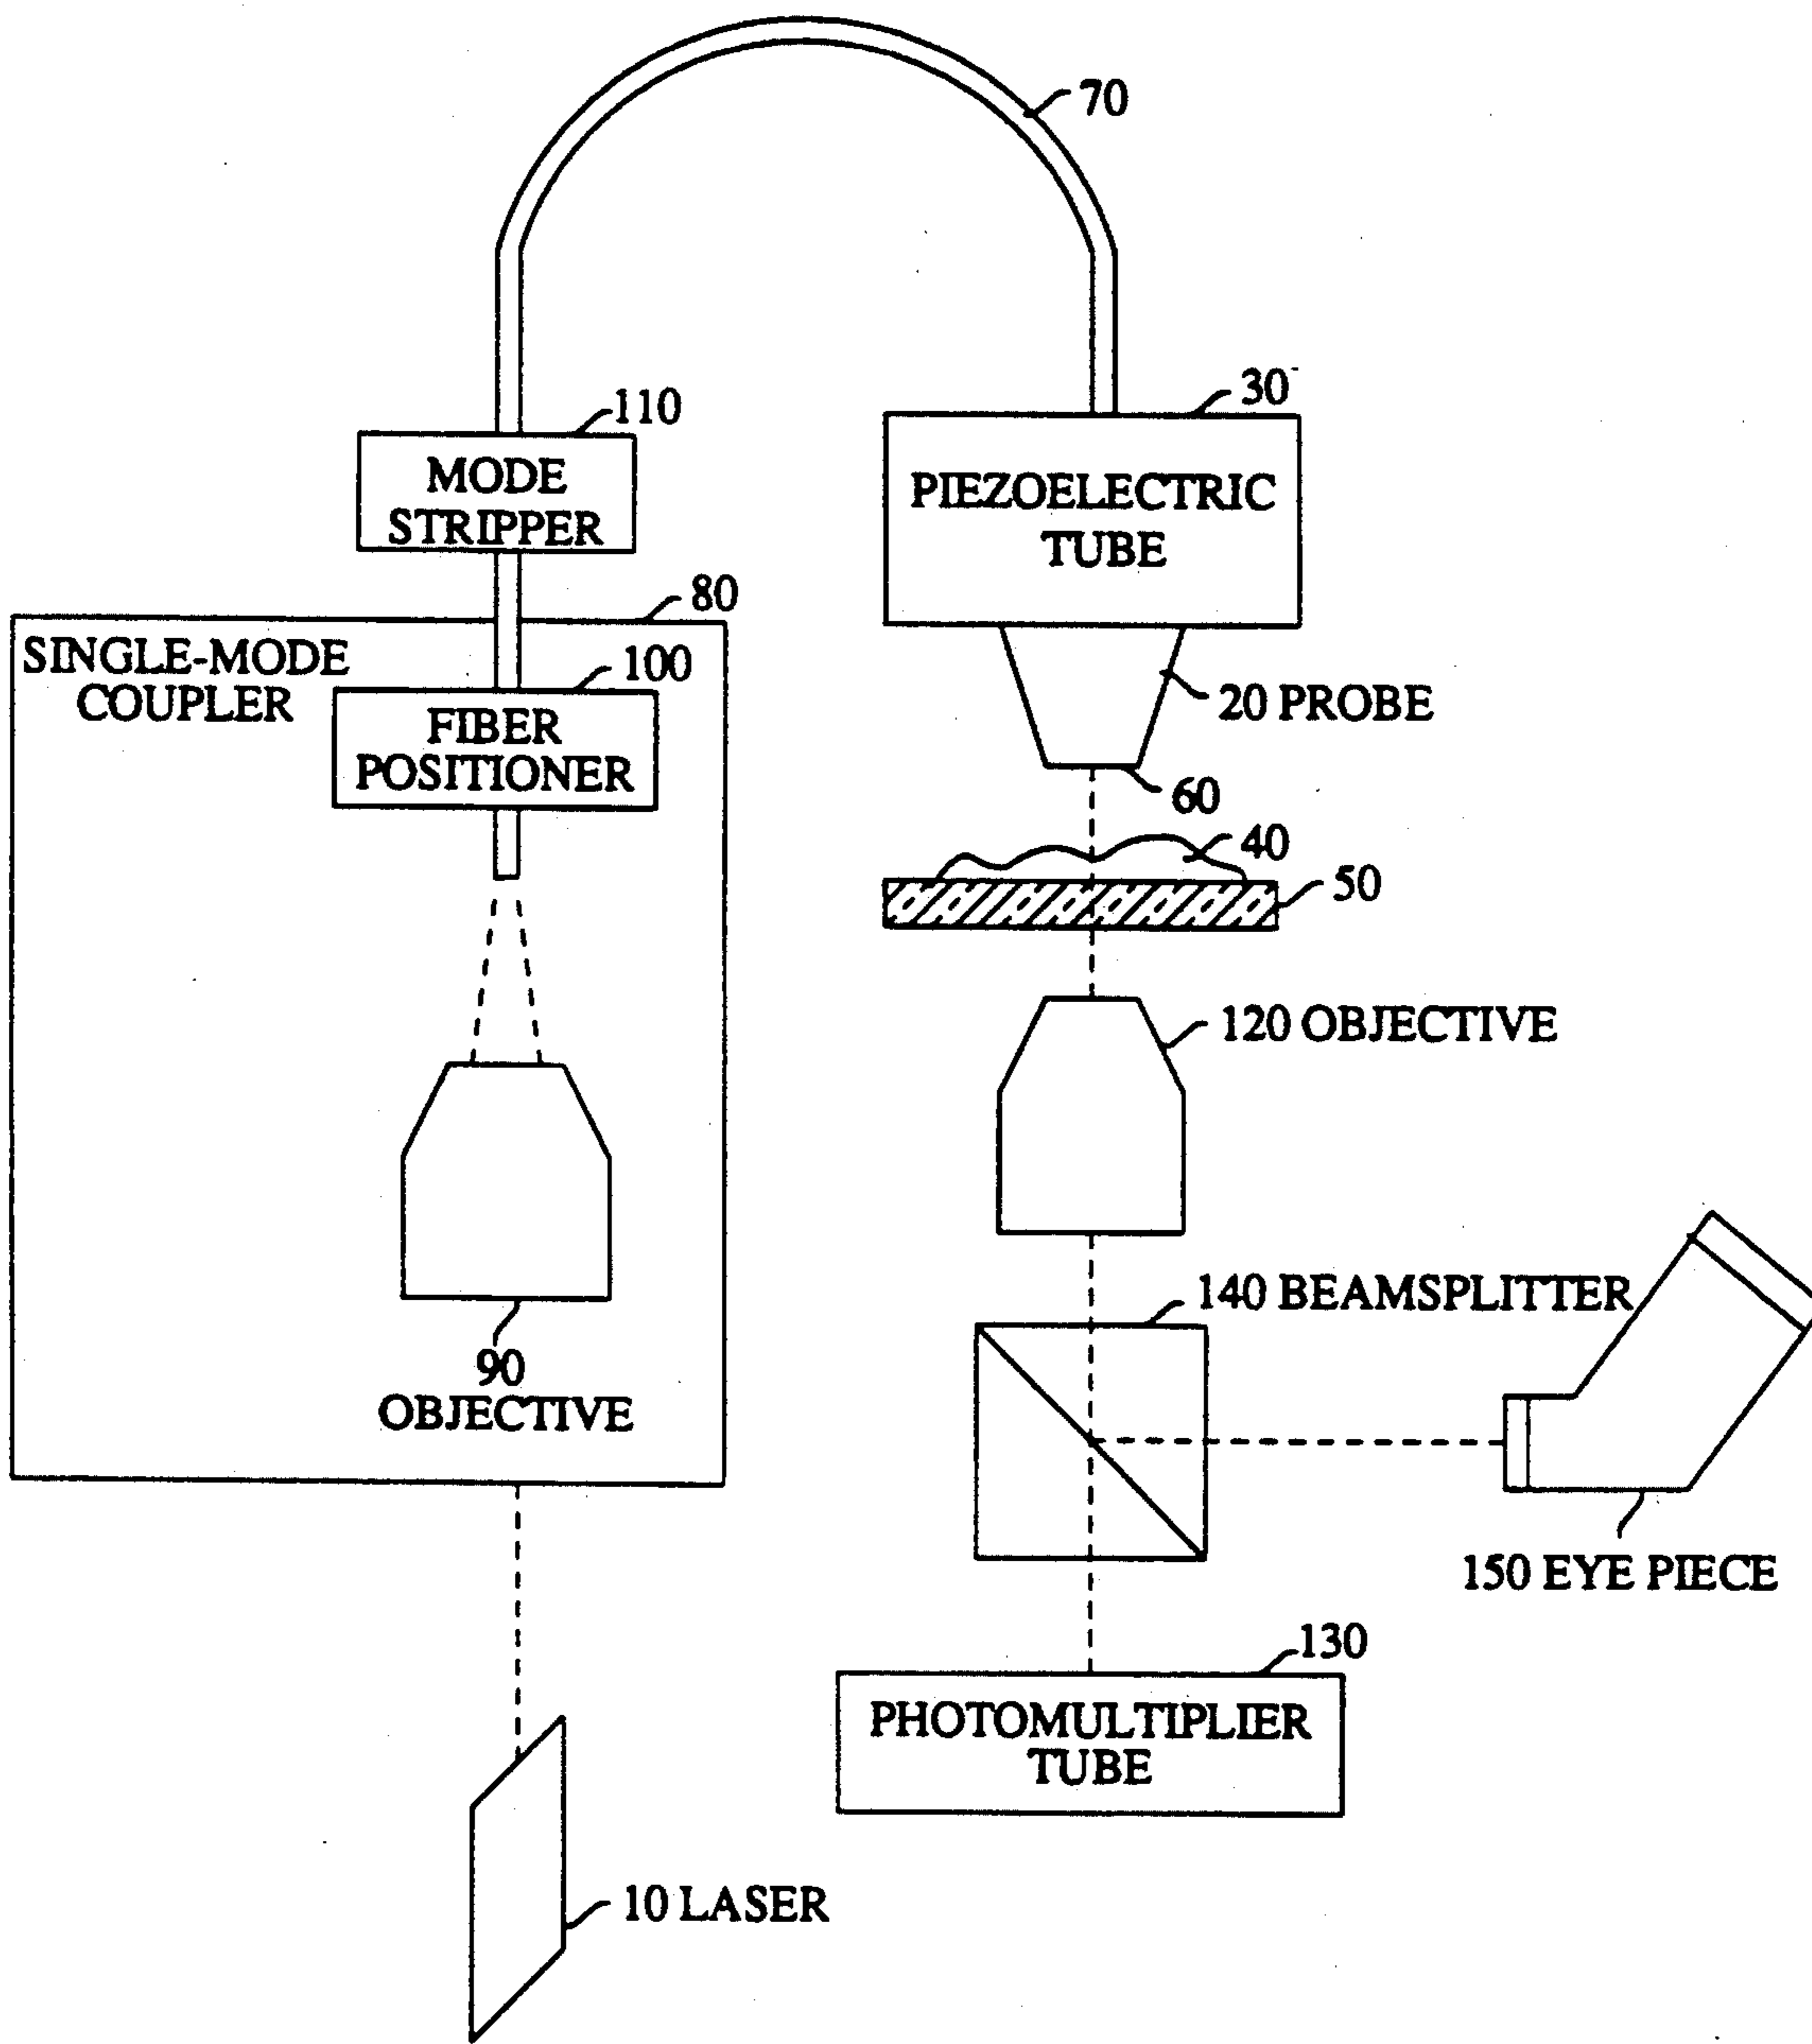 70
30
110
MODE
STRIPPER
PIEZOELECTRIC
TUBE
80
SINGLE-MODE
COUPLER
100
FIBER
POSITIONER
20 PROBE
60
40
50
120 OBJECTIVE
140 BEAMSPLITTER
90
OBJECTIVE
150 EYE PIECE
130
PHOTOMULTIPLIER
TUBE
10 LASER